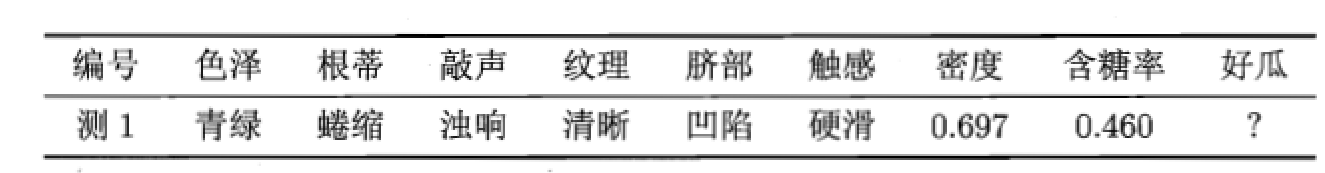 编号 色泽 根蒂 敲声 纹理 脐部 触感 密度 含糖率 好瓜
测 1 青绿 蜷缩 浊响 清晰 凹陷 硬滑 0.697 0.460 ?